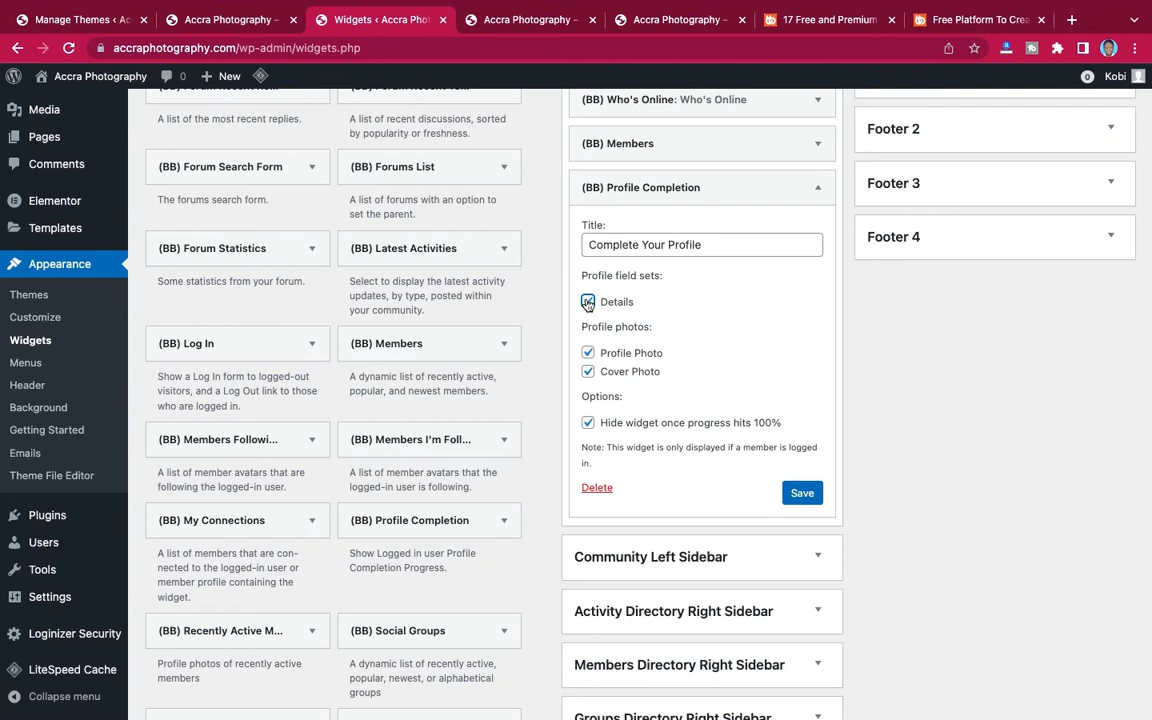 Manage Themes ‹ Ac
Accra Photography –
Widgets ‹ Accra Phot
Accra Photography –
Accra Photography –
17 Free and Premium
Free Platform To Crea
accraphotography.com/wp-admin/widgets.php
Accra Photography
0
New
0
Kobi
Media
Pages
Comments
Elementor
Templates
Appearance
Themes
Customize
Widgets
Menus
Header
Background
Getting Started
Emails
Theme File Editor
Plugins
Users
Tools
Settings
Loginizer Security
LiteSpeed Cache
Collapse menu
A list of the most recent replies.
A list of recent discussions, sorted
by popularity or freshness.
(BB) Forum Search Form
(BB) Forums List
The forums search form.
A list of forums with an option to
set the parent.
(BB) Forum Statistics
(BB) Latest Activities
Some statistics from your forum.
Select to display the latest activity
updates, by type, posted within
your community.
(BB) Log In
(BB) Members
Show a Log In form to logged-out
visitors, and a Log Out link to those
who are logged in.
A dynamic list of recently active,
popular, and newest members.
(BB) Members Followi...
(BB) Members I'm Foll...
A list of member avatars that are
following the logged-in user.
A list of member avatars that the
logged-in user is following.
(BB) My Connections
(BB) Profile Completion
A list of members that are con-
nected to the logged-in user or
member profile containing the
widget.
Show Logged in user Profile
Completion Progress.
(BB) Recently Active M...
(BB) Social Groups
Profile photos of recently active
members
A dynamic list of recently active,
popular, newest, or alphabetical
groups
(BB) Who's Online: Who's Online
(BB) Members
(BB) Profile Completion
Title:
Complete Your Profile
Profile field sets:
Details
Profile photos:
Profile Photo
Cover Photo
Options:
Hide widget once progress hits 100%
Note: This widget is only displayed if a member is logged
in.
Delete
Save
Community Left Sidebar
Activity Directory Right Sidebar
Members Directory Right Sidebar
Groups Directory Right Sidebar
Footer 2
Footer 3
Footer 4